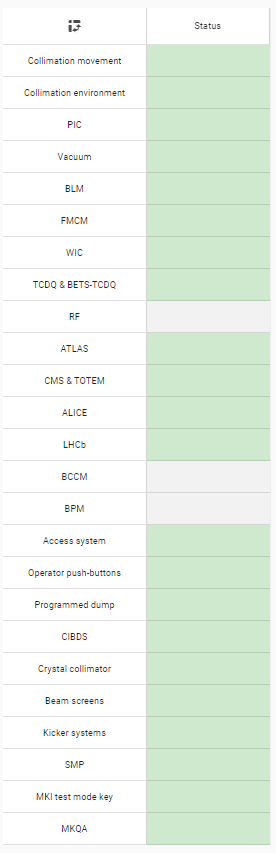 Status
Collimation movement
Collimation environment
PIC
Vacuum
BLM
FMCM
WIC
TCDQ & BETS-TCDQ
RF
ATLAS
CMS & TOTEM
ALICE
LHCb
BCCM
BPM
Access system
Operator push-buttons
Programmed dump
CIBDS
Crystal collimator
Beam screens
Kicker systems
SMP
MKI test mode key
MKQA